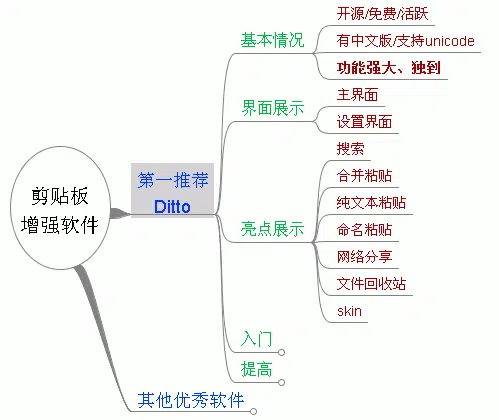 剪贴板
增强软件
第一推荐
Ditto
基本情况
开源/免费/活跃
有中文版/支持unicode
功能强大、独到
界面展示
主界面
设置界面
亮点展示
搜索
合并粘贴
纯文本粘贴
命名粘贴
网络分享
文件回收站
skin
入门
提高
其他优秀软件